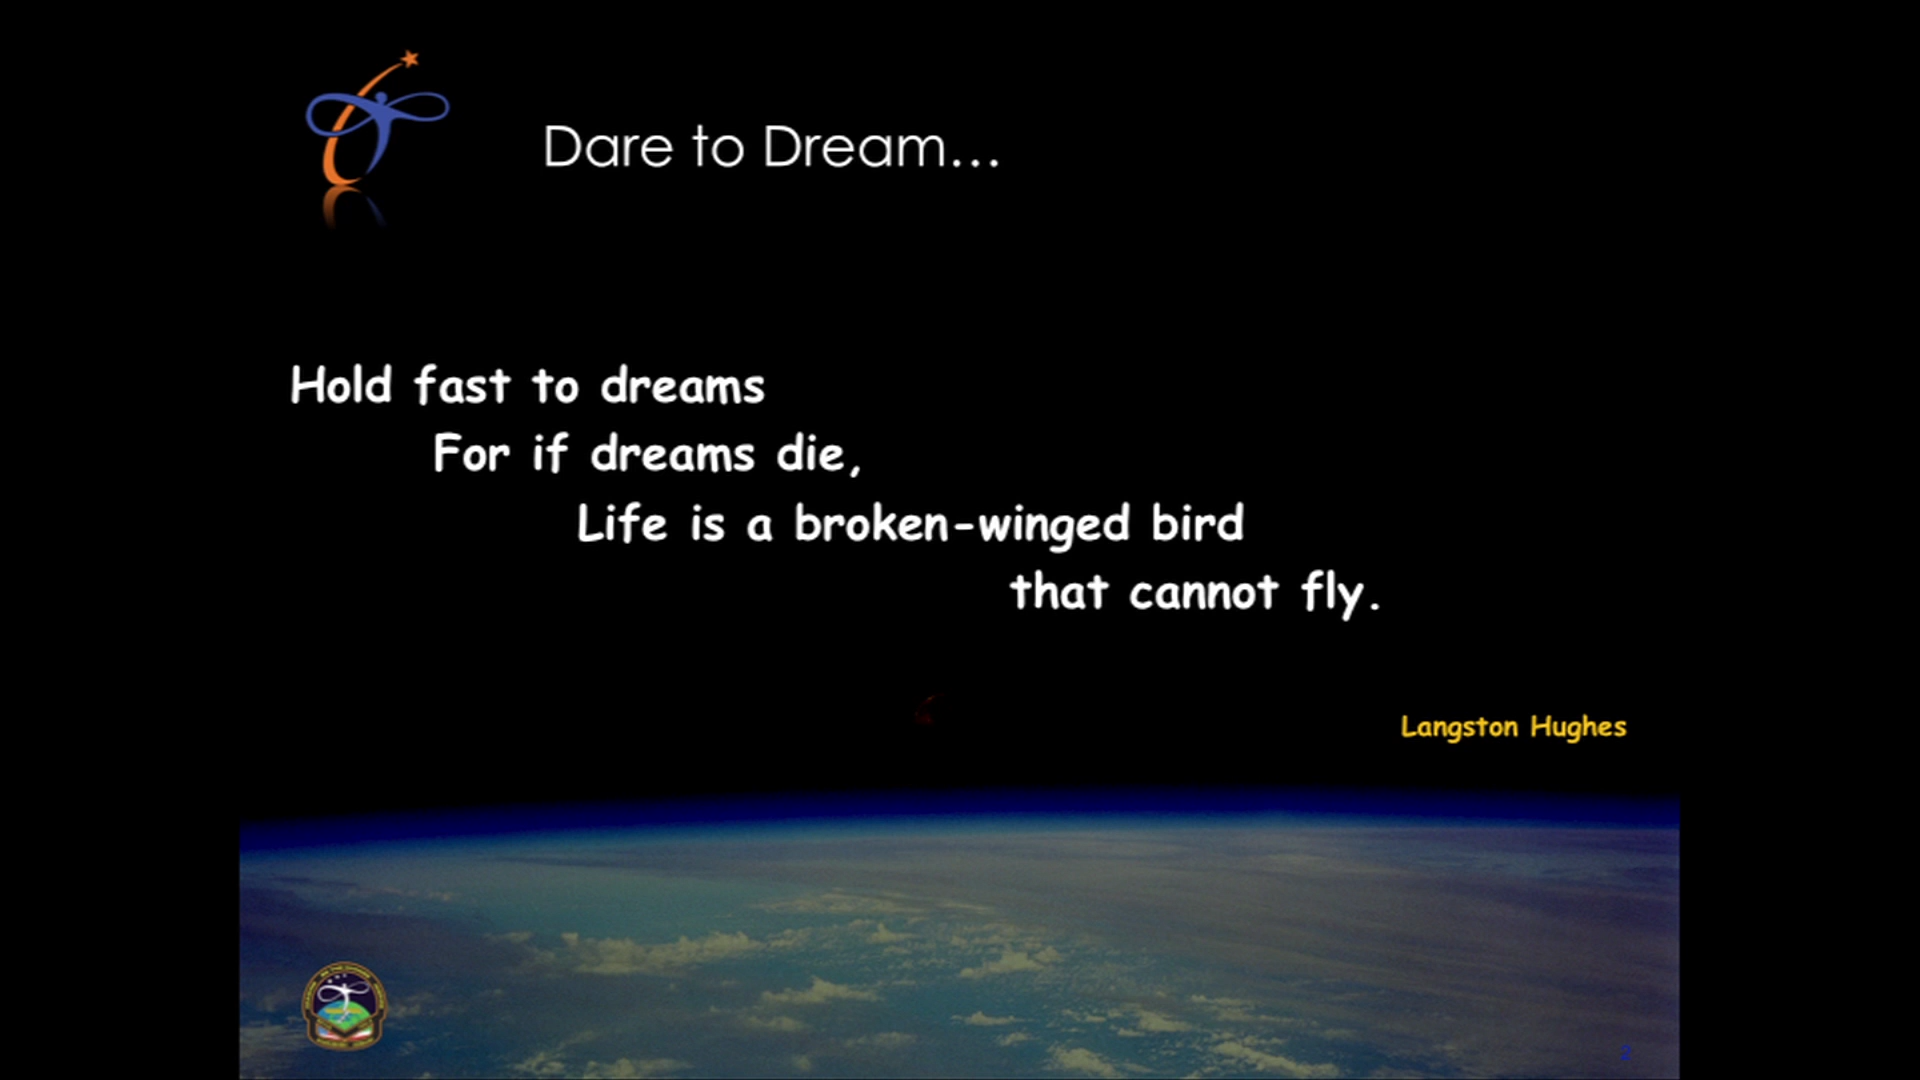 Dare to Dream...
Hold fast to dreams
For if dreams die,
Life is a broken-winged bird
that cannot fly.
Langston Hughes
2